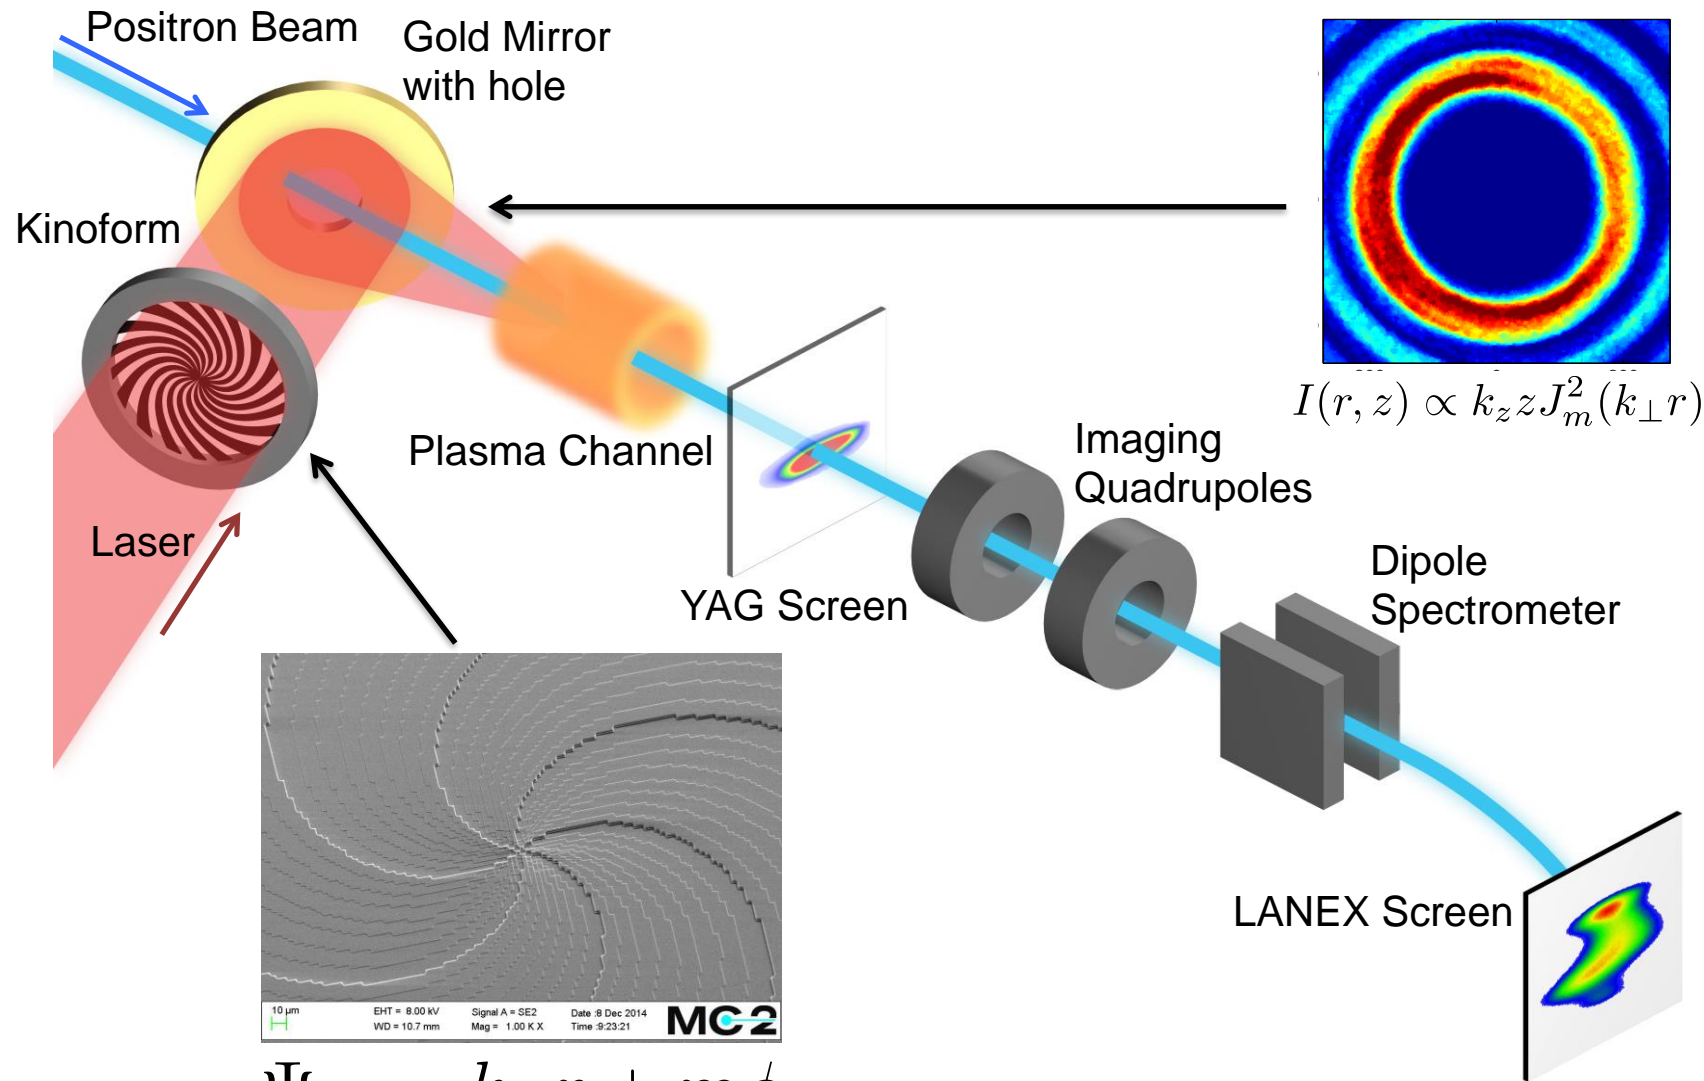 Positron Beam
Gold Mirror
with hole
Kinoform
I(r, z) ∝ k_z z J_m^2(k_⊥ r)
Plasma Channel
Imaging
Quadrupoles
Laser
Dipole
Spectrometer
YAG Screen
LANEX Screen
10 µm
EHT = 8.00 kV
WD = 10.7 mm
Signal A = SE2
Mag = 1.00 K X
Date :8 Dec 2014
Time :9:23:21
MC2